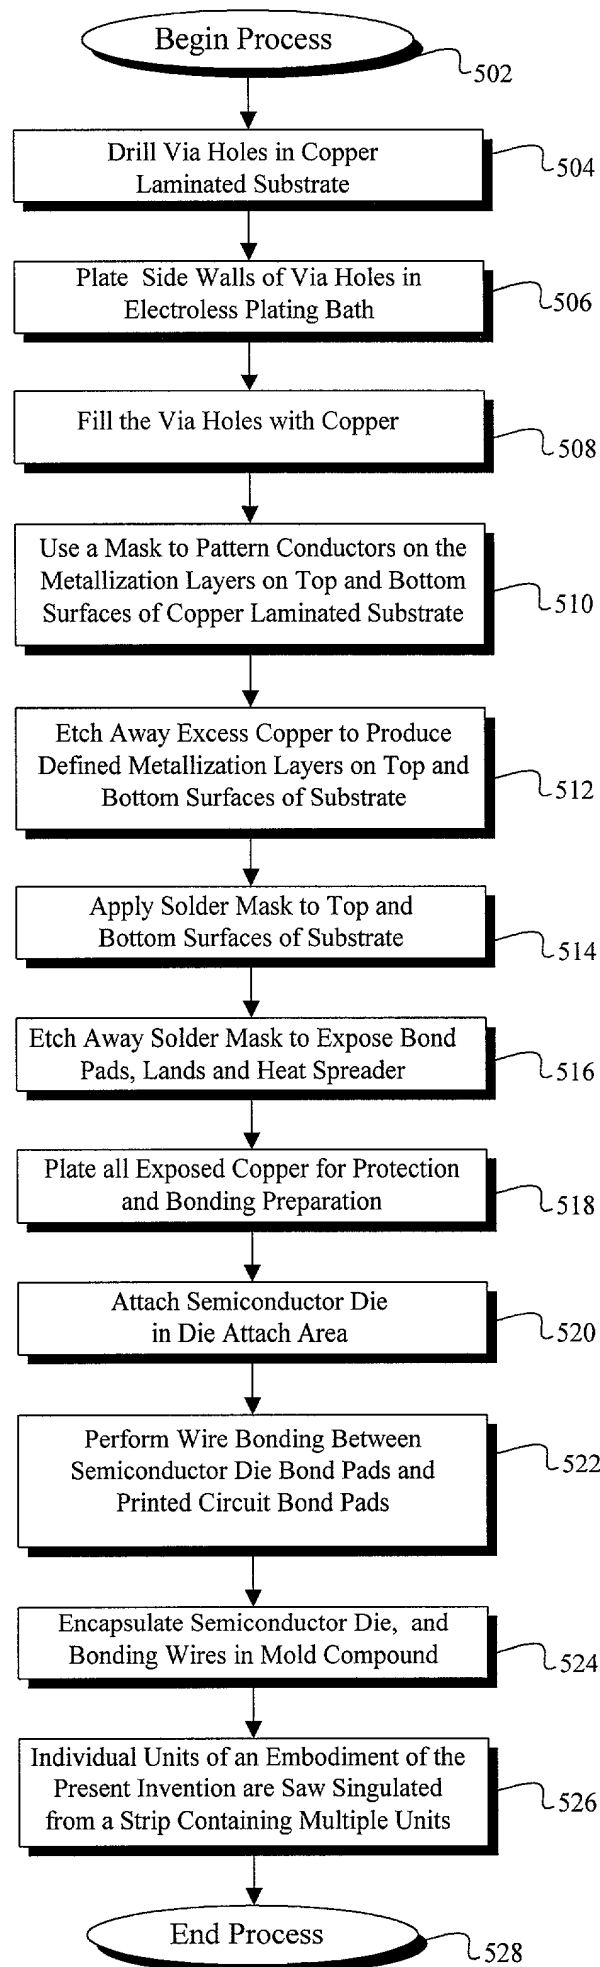 Begin Process
502
Drill Via Holes in Copper
Laminated Substrate
504
Plate Side Walls of Via Holes in
Electroless Plating Bath
506
Fill the Via Holes with Copper
508
Use a Mask to Pattern Conductors on the
Metallization Layers on Top and Bottom
Surfaces of Copper Laminated Substrate
510
Etch Away Excess Copper to Produce
Defined Metallization Layers on Top and
Bottom Surfaces of Substrate
512
Apply Solder Mask to Top and
Bottom Surfaces of Substrate
514
Etch Away Solder Mask to Expose Bond
Pads, Lands and Heat Spreader
516
Plate all Exposed Copper for Protection
and Bonding Preparation
518
Attach Semiconductor Die
in Die Attach Area
520
Perform Wire Bonding Between
Semiconductor Die Bond Pads and
Printed Circuit Bond Pads
522
Encapsulate Semiconductor Die, and
Bonding Wires in Mold Compound
524
Individual Units of an Embodiment of the
Present Invention are Saw Singulated
from a Strip Containing Multiple Units
526
End Process
528